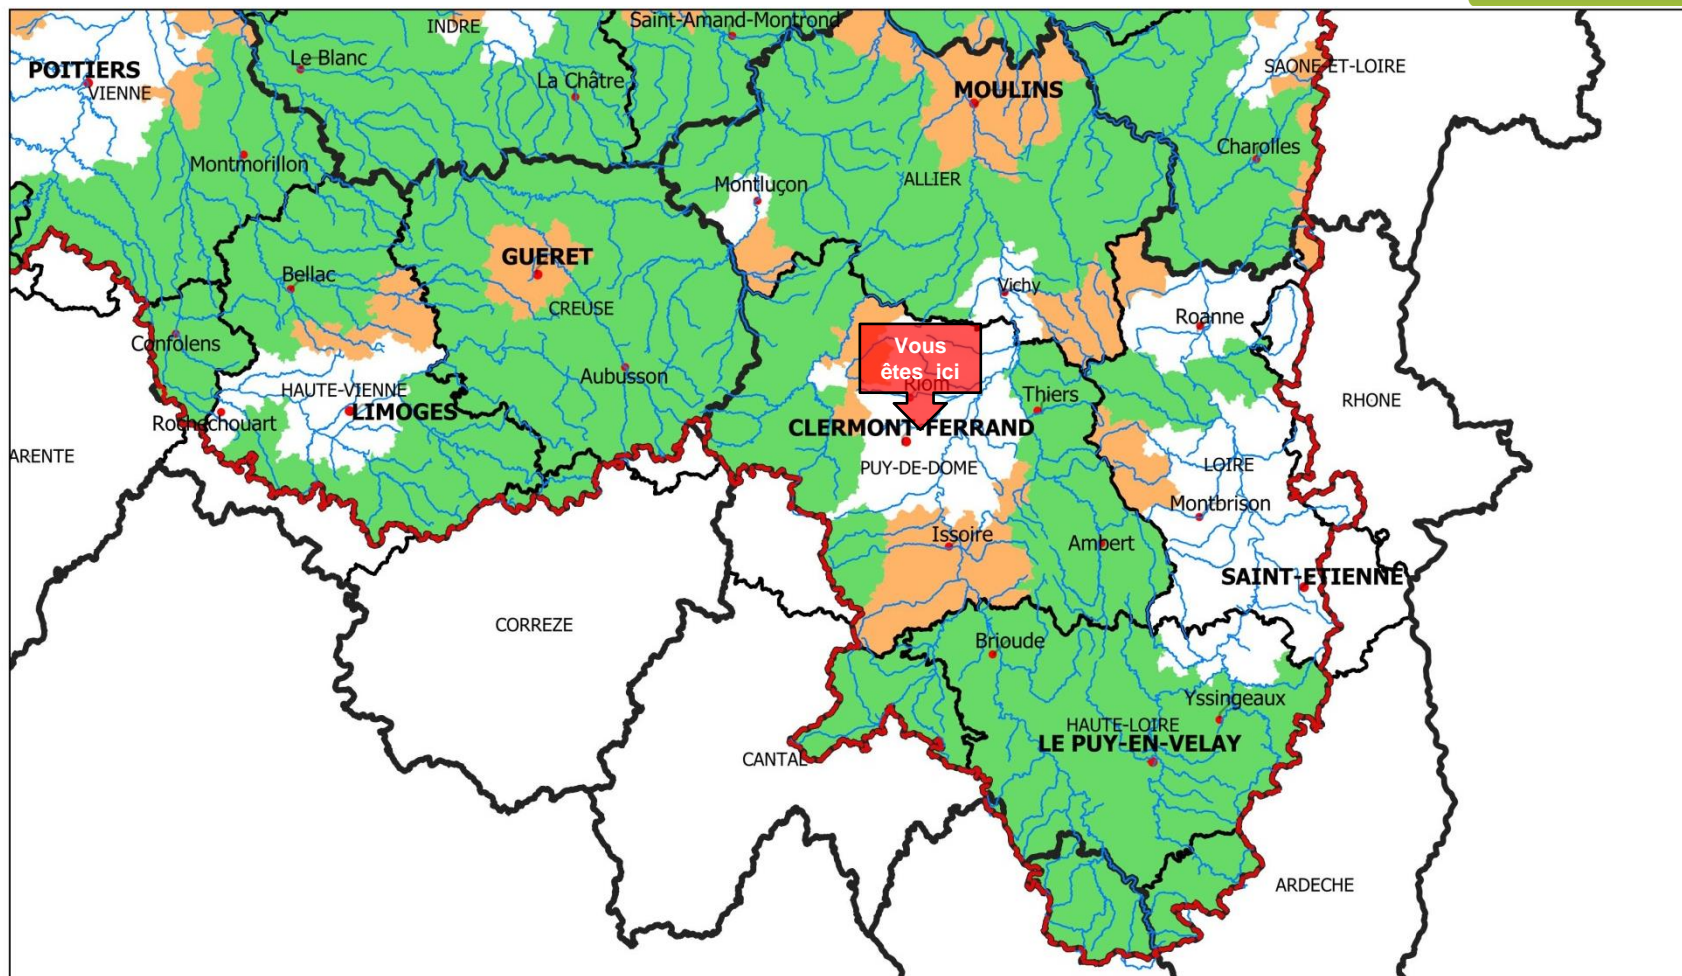 INDRE
Saint-Amand-Montrond
Le Blanc
POITIERS
VIENNE
La Châtre
MOULINS
SAONE-ET-LOIRE
Montmorillon
Charolles
Montluçon
ALLIER
GUERET
Bellac
CREUSE
Vichy
Roanne
Confolens
Vous
êtes ici
Riom
HAUTE-VIENNE
Aubusson
Thiers
RHONE
LIMOGES
Rochechouart
CLERMONT-FERRAND
ARENTE
PUY-DE-DOME
LOIRE
Montbrison
Issoire
Ambert
SAINT-ETIENNE
CORREZE
Brioude
Yssingeaux
HAUTE-LOIRE
LE PUY-EN-VELAY
CANTAL
ARDECHE